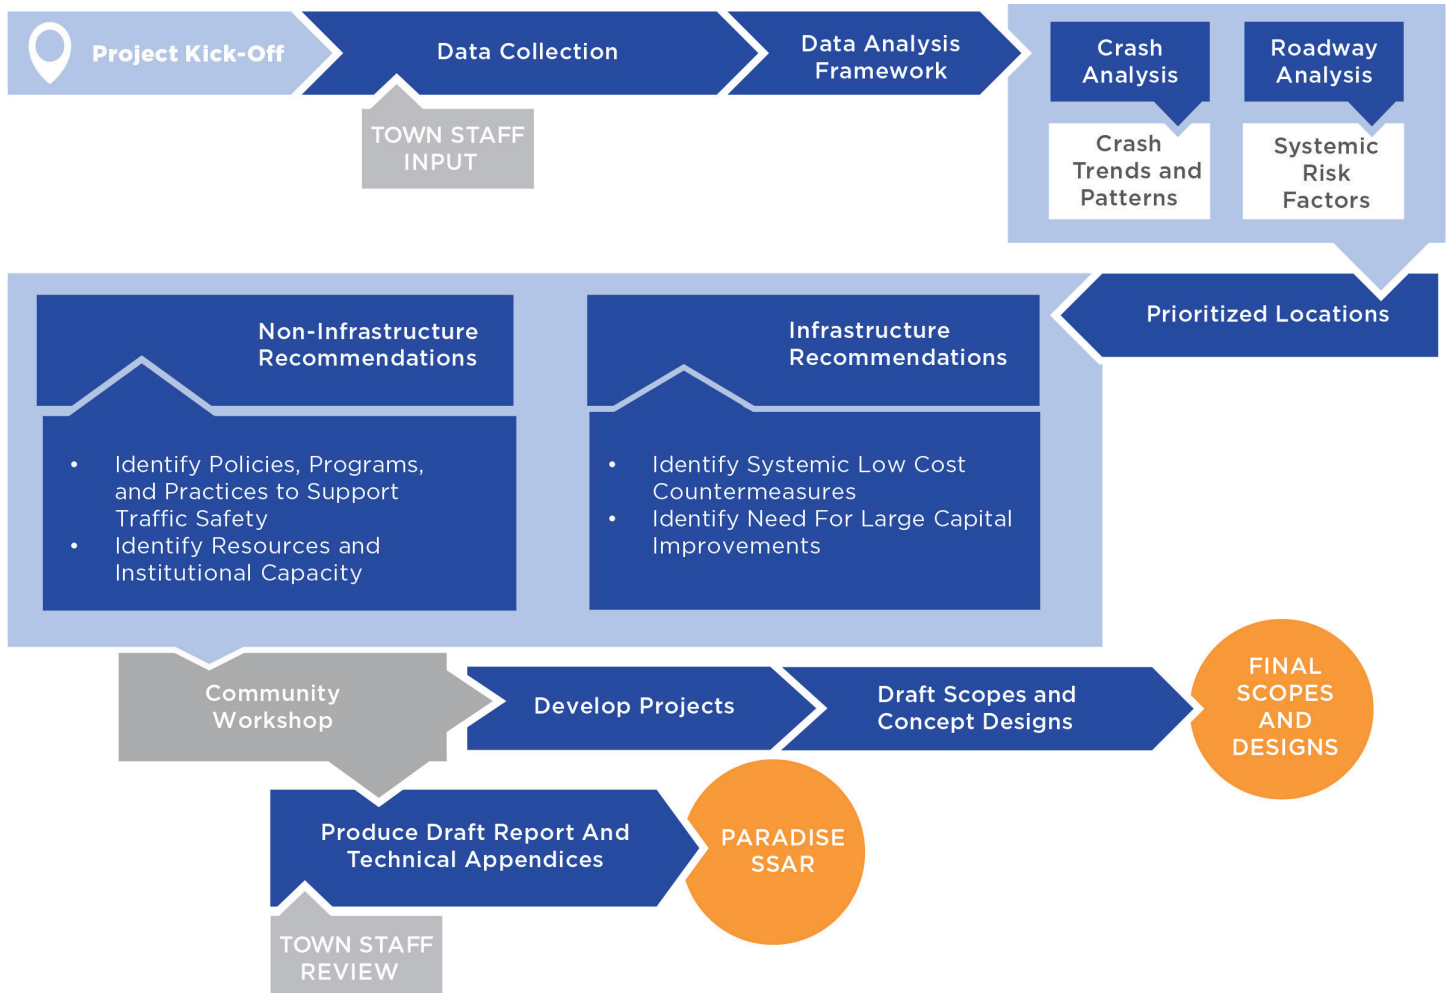 Project Kick-Off
Data Collection
Data Analysis
Framework
Crash
Analysis
Roadway
Analysis
TOWN STAFF
INPUT
Crash
Trends and
Patterns
Systemic
Risk
Factors
Prioritized Locations
Non-Infrastructure
Recommendations
Infrastructure
Recommendations
• Identify Policies, Programs,
and Practices to Support
Traffic Safety
• Identify Resources and
Institutional Capacity
• Identify Systemic Low Cost
Countermeasures
• Identify Need For Large Capital
Improvements
Community
Workshop
Develop Projects
Draft Scopes and
Concept Designs
FINAL
SCOPES
AND
DESIGNS
Produce Draft Report And
Technical Appendices
PARADISE
SSAR
TOWN STAFF
REVIEW